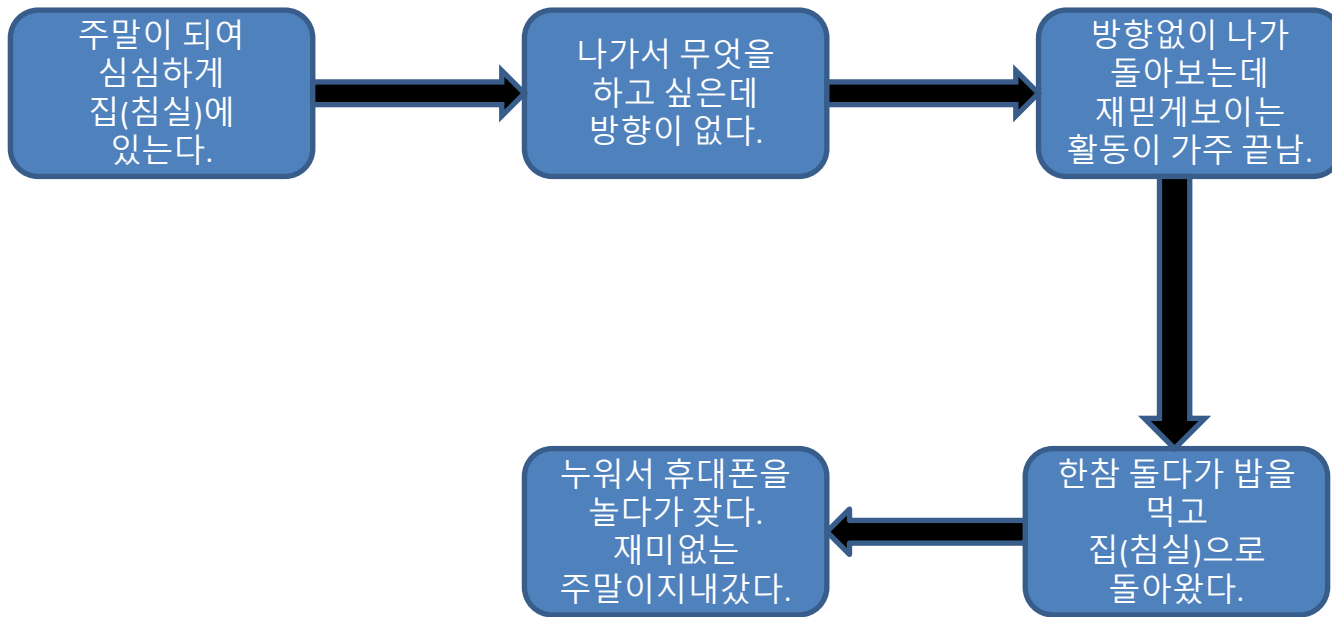 주말이 되여
심심하게
집(침실)에
있는다.
나가서 무엇을
하고 싶은데
방향이 없다.
방향없이 나가
돌아보는데
재믿게보이는
활동이 가주 끝남.
한참 돌다가 밥을
먹고
집(침실)으로
돌아왔다.
누워서 휴대폰을
놀다가 잦다.
재미없는
주말이지내갔다.